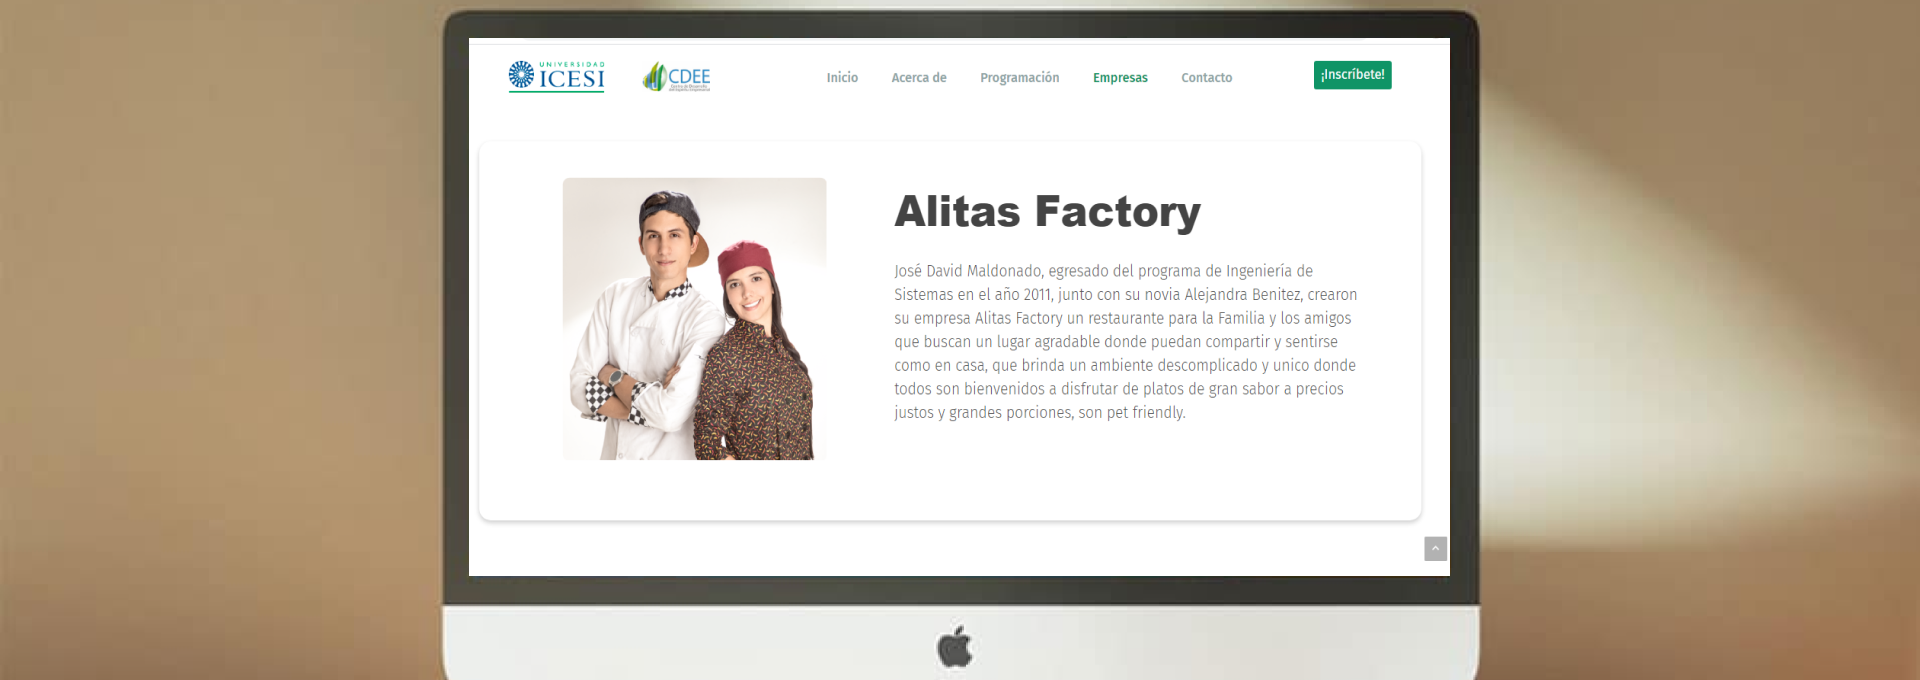 UNIVERSIDAD
ICESI
CDEE
Inicio
Acerca de
Programación
Empresas
Contacto
¡Inscríbete!
Alitas Factory
José David Maldonado, egresado del programa de Ingeniería de
Sistemas en el año 2011, junto con su novia Alejandra Benitez, crearon
su empresa Alitas Factory un restaurante para la Familia y los amigos
que buscan un lugar agradable donde puedan compartir y sentirse
como en casa, que brinda un ambiente descomplicado y unico donde
todos son bienvenidos a disfrutar de platos de gran sabor a precios
justos y grandes porciones, son pet friendly.